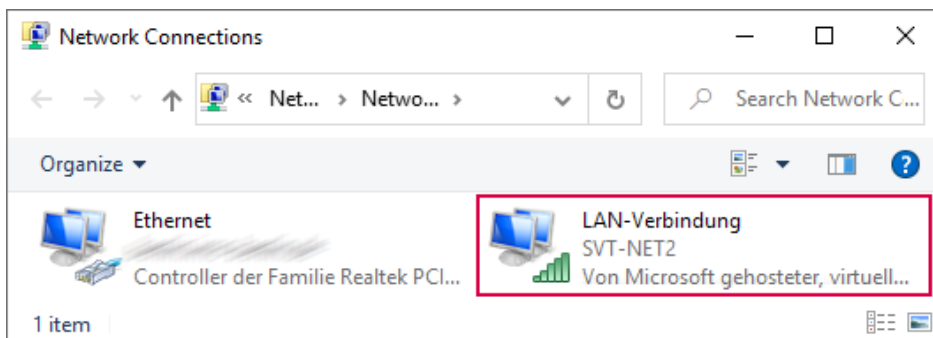 Network Connections
« Net... › Netwo... ›
Search Network C...
Organize
Ethernet
Controller der Familie Realtek PCI...
LAN-Verbindung
SVT-NET2
Von Microsoft gehosteter, virtuell...
1 item